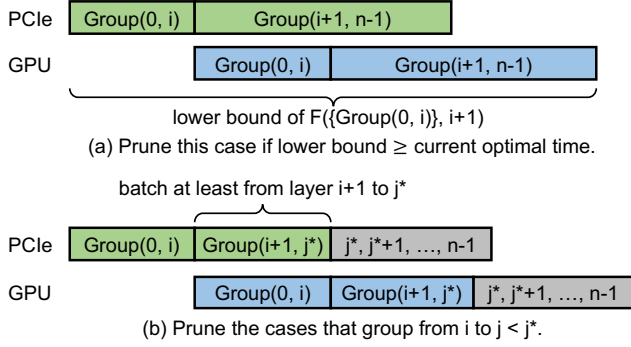 PCIe Group(0, i) Group(i+1, n-1)
GPU Group(0, i) Group(i+1, n-1)
lower bound of F({Group(0, i)}, i+1)
(a) Prune this case if lower bound ≥ current optimal time.
batch at least from layer i+1 to j*
PCIe Group(0, i) Group(i+1, j*) j*, j*+1, …, n-1
GPU Group(0, i) Group(i+1, j*) j*, j*+1, …, n-1
(b) Prune the cases that group from i to j < j*.